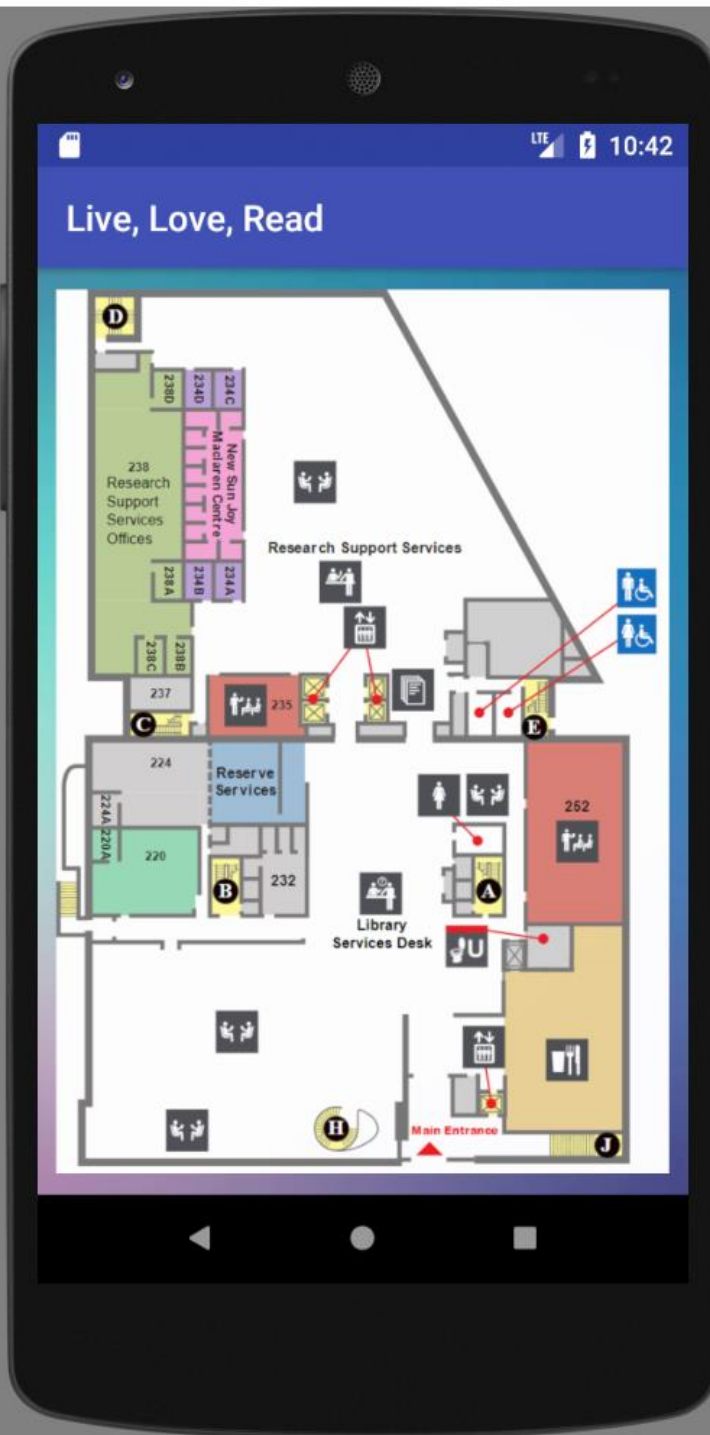 LTE 10:42
Live, Love, Read
D
238D
234D
234C
238
Research
Support
Services
Offices
New Sun Joy
Maclaren Centre
Research Support Services
238A
234B
234A
238C
238B
237
235
C
E
224
Reserve
Services
252
224A
220A
220
B
232
A
Library
Services Desk
U
H
Main Entrance
J